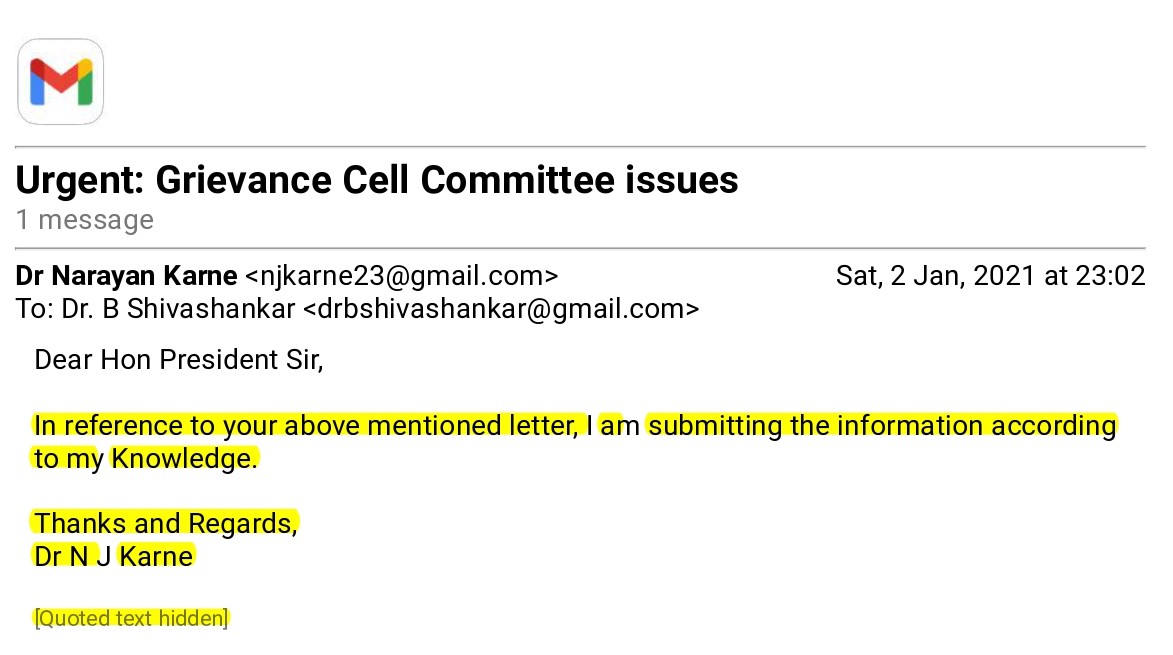 Urgent: Grievance Cell Committee issues
1 message
Dr Narayan Karne <njkarne23@gmail.com> Sat, 2 Jan, 2021 at 23:02
To: Dr. B Shivashankar <drbshivashankar@gmail.com>
Dear Hon President Sir,
In reference to your above mentioned letter, I am submitting the information according
to my Knowledge.
Thanks and Regards,
Dr N J Karne
[Quoted text hidden]